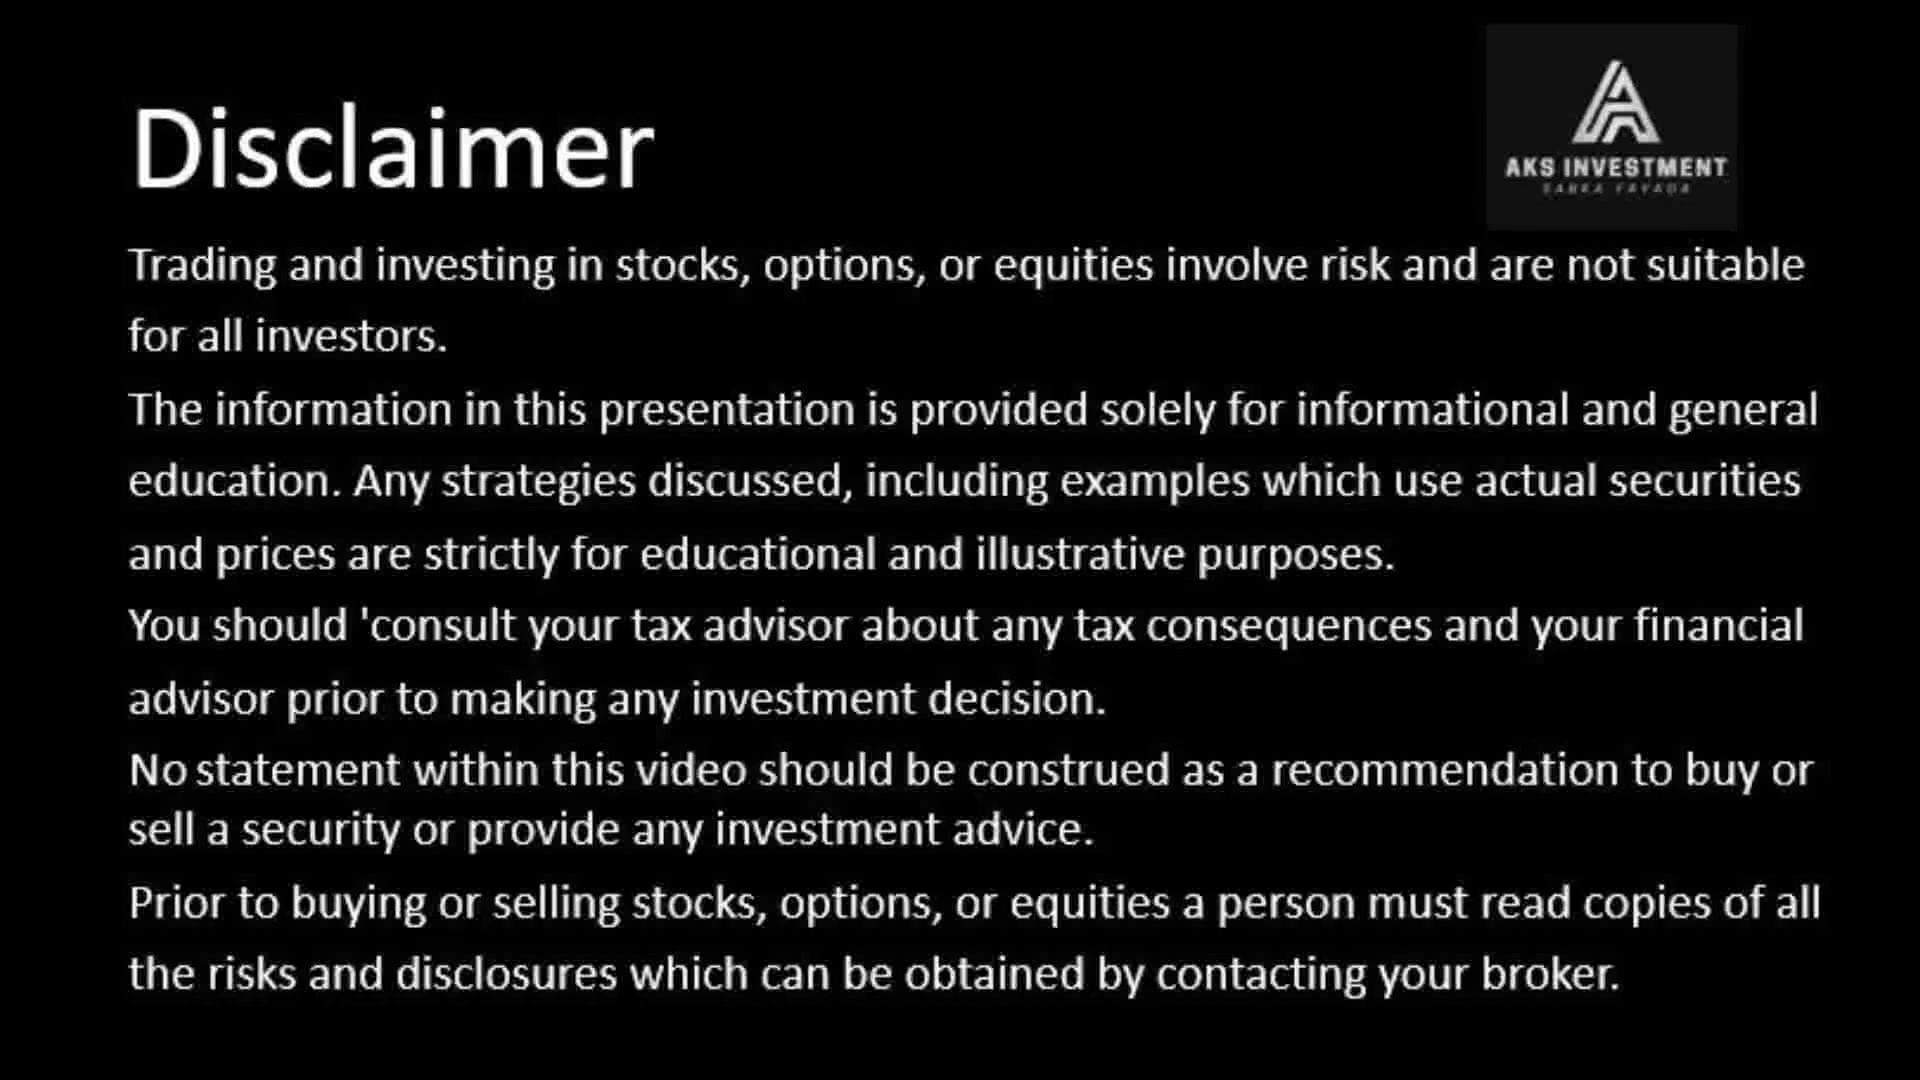 Disclaimer
AKS INVESTMENT
SABKA FAYADA
Trading and investing in stocks, options, or equities involve risk and are not suitable
for all investors.
The information in this presentation is provided solely for informational and general
education. Any strategies discussed, including examples which use actual securities
and prices are strictly for educational and illustrative purposes.
You should 'consult your tax advisor about any tax consequences and your financial
advisor prior to making any investment decision.
No statement within this video should be construed as a recommendation to buy or
sell a security or provide any investment advice.
Prior to buying or selling stocks, options, or equities a person must read copies of all
the risks and disclosures which can be obtained by contacting your broker.